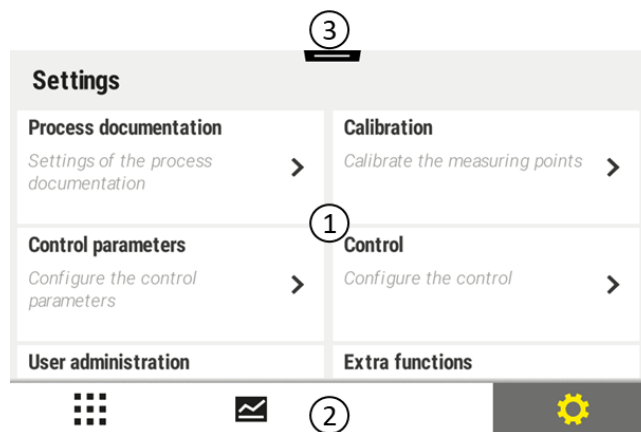 3
Settings
Process documentation
Settings of the process
documentation
Calibration
Calibrate the measuring points
1
Control parameters
Configure the control
parameters
Control
Configure the control
User administration
Extra functions
2